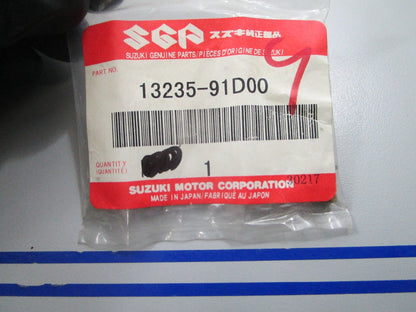 SGP スズキ純正部品
SUZUKI GENUINE PARTS/PIÈCES D'ORIGINE DE SUZUKI
PART NO.
13235-91D00
QUANTITY
(QUANTITÉ)
1
SUZUKI MOTOR CORPORATION
20217
MADE IN JAPAN/FABRIQUÉ AU JAPON